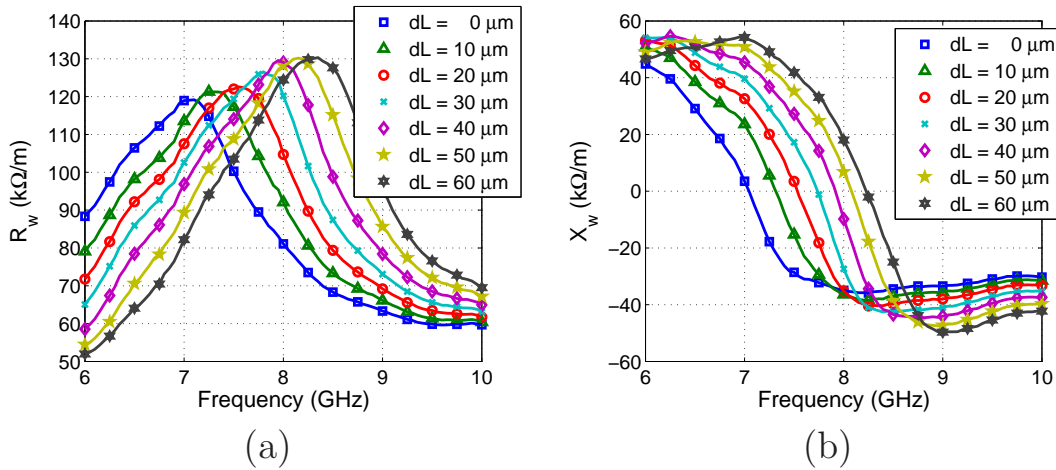 140
130
120
110
100
90
80
70
60
50
R_w (kΩ/m)
6 7 8 9 10
Frequency (GHz)
dL = 0 μm
dL = 10 μm
dL = 20 μm
dL = 30 μm
dL = 40 μm
dL = 50 μm
dL = 60 μm
(a)
60
40
20
0
−20
−40
−60
X_w (kΩ/m)
6 7 8 9 10
Frequency (GHz)
dL = 0 μm
dL = 10 μm
dL = 20 μm
dL = 30 μm
dL = 40 μm
dL = 50 μm
dL = 60 μm
(b)